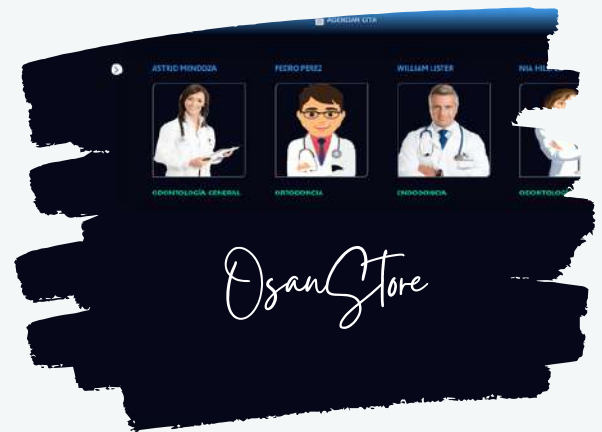 AGENDAR CITA
ASTRID MENDOZA
PEDRO PEREZ
WILLIAM LISTER
ODONTOLOGÍA GENERAL
ORTODONCIA
ENDODONCIA
OsanStore